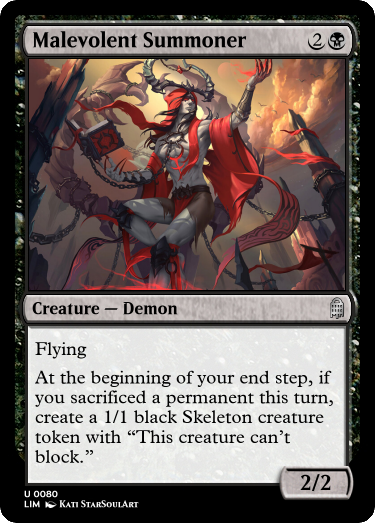 Malevolent Summoner 2
Creature — Demon
Flying
At the beginning of your end step, if
you sacrificed a permanent this turn,
create a 1/1 black Skeleton creature
token with “This creature can't
block.”
2/2
U 0080
LIM Kati StarSoulArt